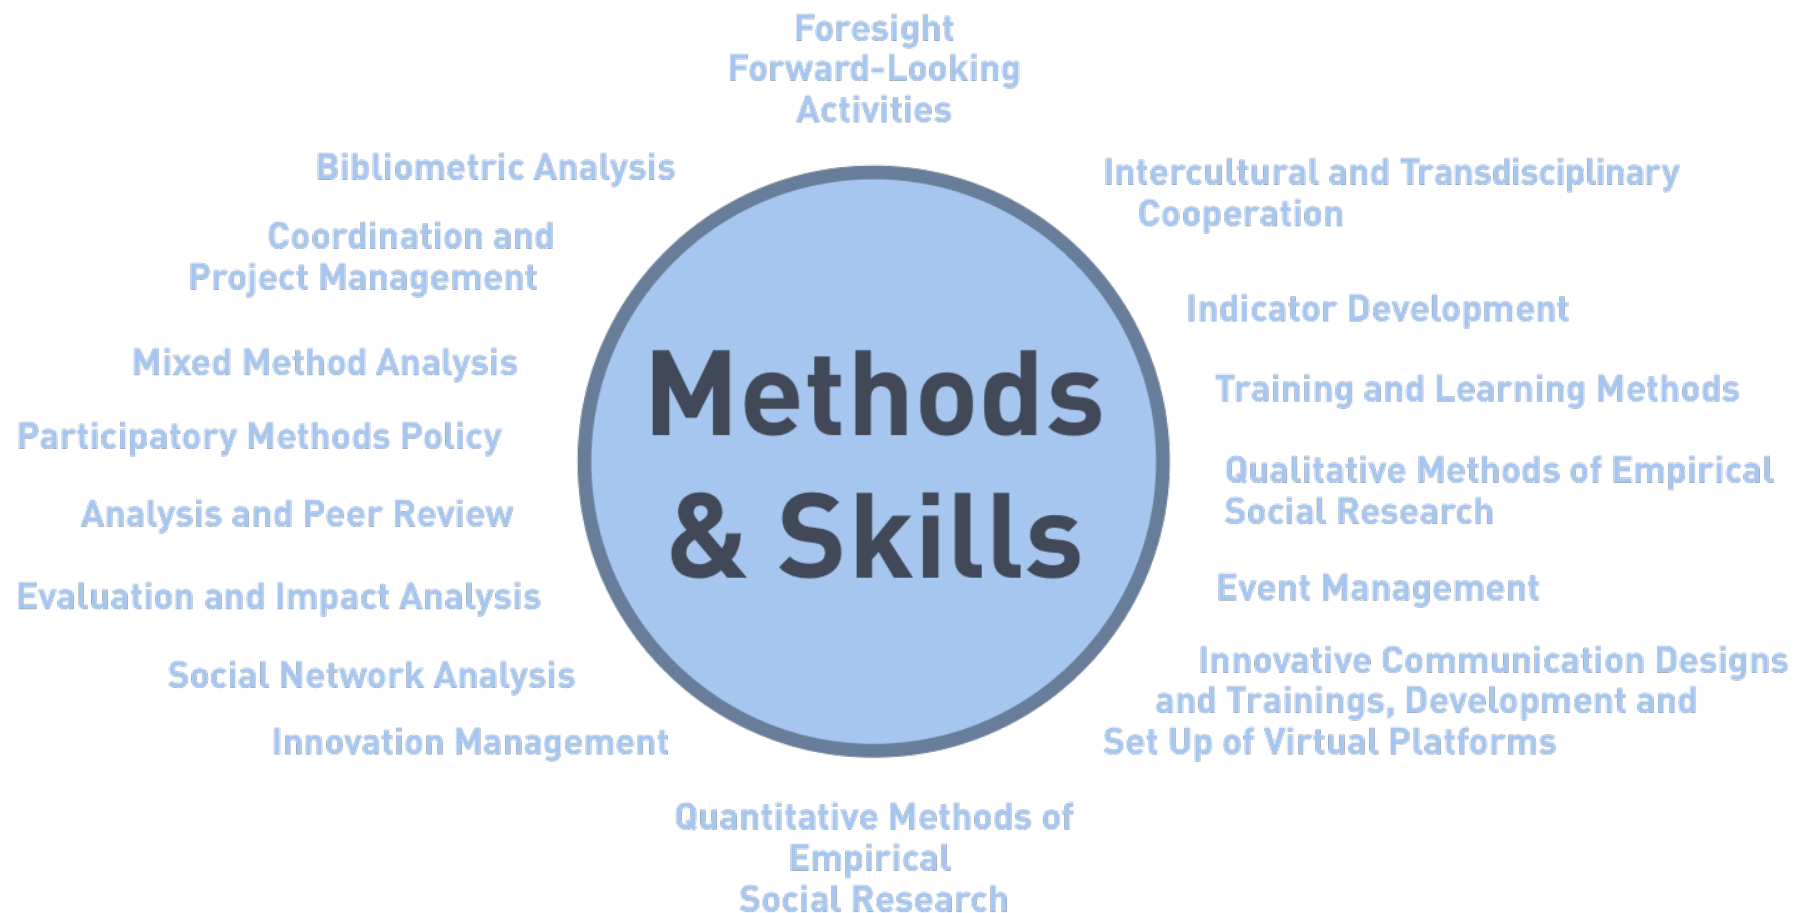 Foresight
Forward-Looking
Activities
Bibliometric Analysis
Coordination and
Project Management
Mixed Method Analysis
Participatory Methods Policy
Analysis and Peer Review
Evaluation and Impact Analysis
Social Network Analysis
Innovation Management
Methods
& Skills
Intercultural and Transdisciplinary
Cooperation
Indicator Development
Training and Learning Methods
Qualitative Methods of Empirical
Social Research
Event Management
Innovative Communication Designs
and Trainings, Development and
Set Up of Virtual Platforms
Quantitative Methods of
Empirical
Social Research